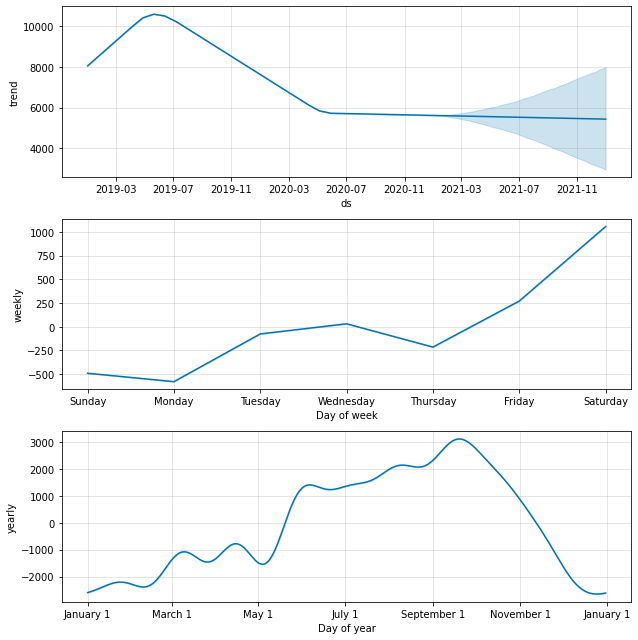 10000
8000
6000
4000
trend
2019-03 2019-07 2019-11 2020-03 2020-07 2020-11 2021-03 2021-07 2021-11
ds
1000
750
500
250
0
−250
−500
weekly
Sunday Monday Tuesday Wednesday Thursday Friday Saturday
Day of week
3000
2000
1000
0
−1000
−2000
yearly
January 1 March 1 May 1 July 1 September 1 November 1 January 1
Day of year